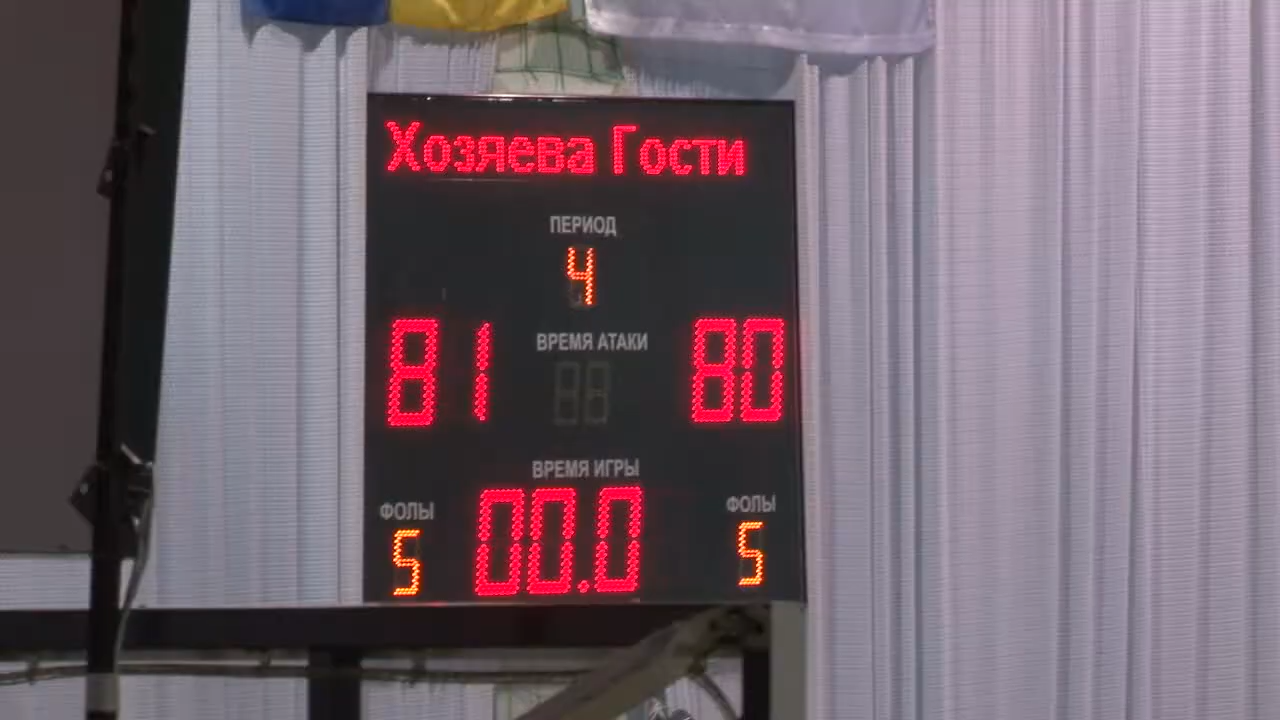 Хозяева Гости
ПЕРИОД
4
81 ВРЕМЯ АТАКИ 80
ВРЕМЯ ИГРЫ
ФОЛЫ 00.0 ФОЛЫ
5 5